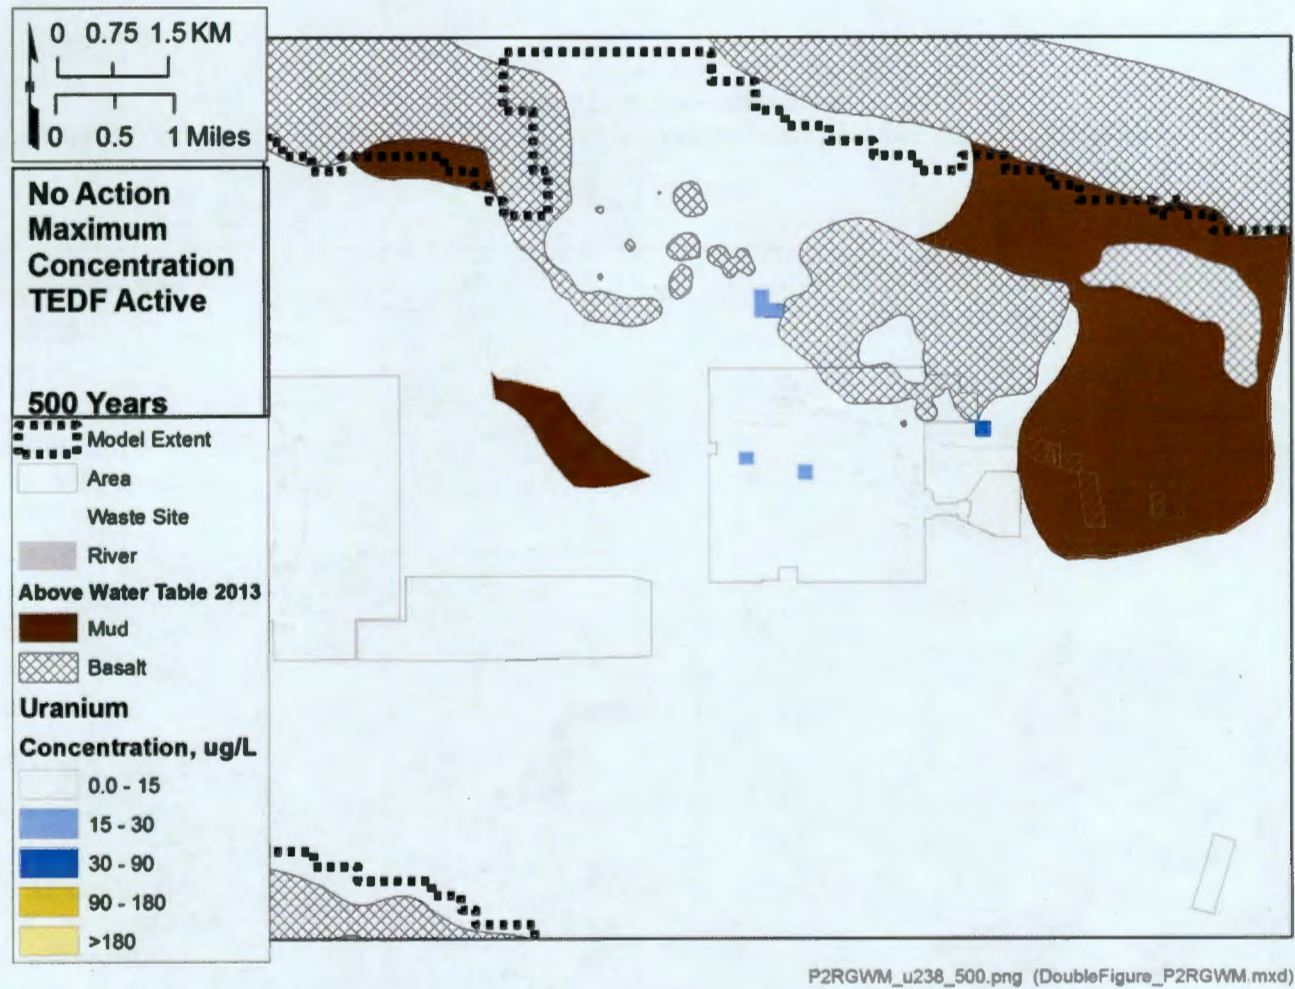 0 0.75 1.5 KM
0 0.5 1 Miles
No Action
Maximum
Concentration
TEDF Active
500 Years
Model Extent
Area
Waste Site
River
Above Water Table 2013
Mud
Basalt
Uranium
Concentration, ug/L
0.0 - 15
15 - 30
30 - 90
90 - 180
>180
P2RGWM_u238_500.png (DoubleFigure_P2RGWM.mxd)